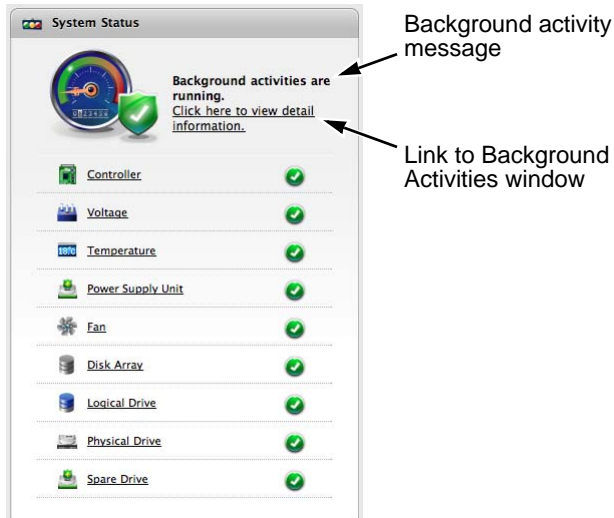 System Status
Background activities are
running.
Click here to view detail
information.
Controller
Voltage
Temperature
Power Supply Unit
Fan
Disk Array
Logical Drive
Physical Drive
Spare Drive
Background activity
message
Link to Background
Activities window